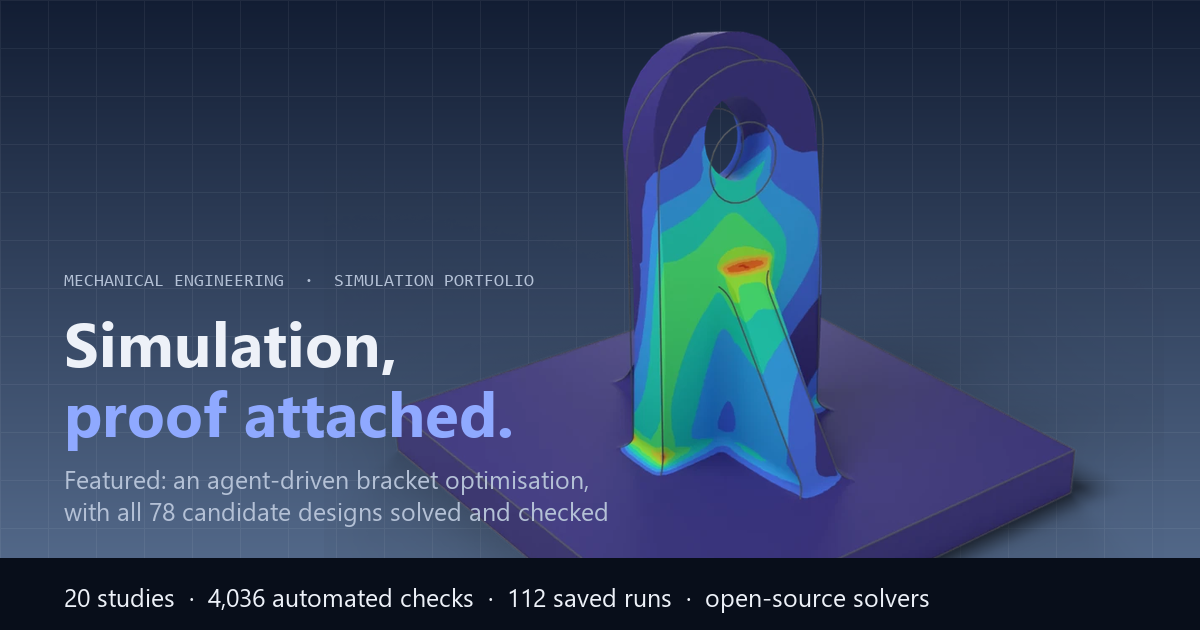 MECHANICAL ENGINEERING · SIMULATION PORTFOLIO
Simulation,
proof attached.
Featured: an agent-driven bracket optimisation,
with all 78 candidate designs solved and checked
20 studies · 4,036 automated checks · 112 saved runs · open-source solvers